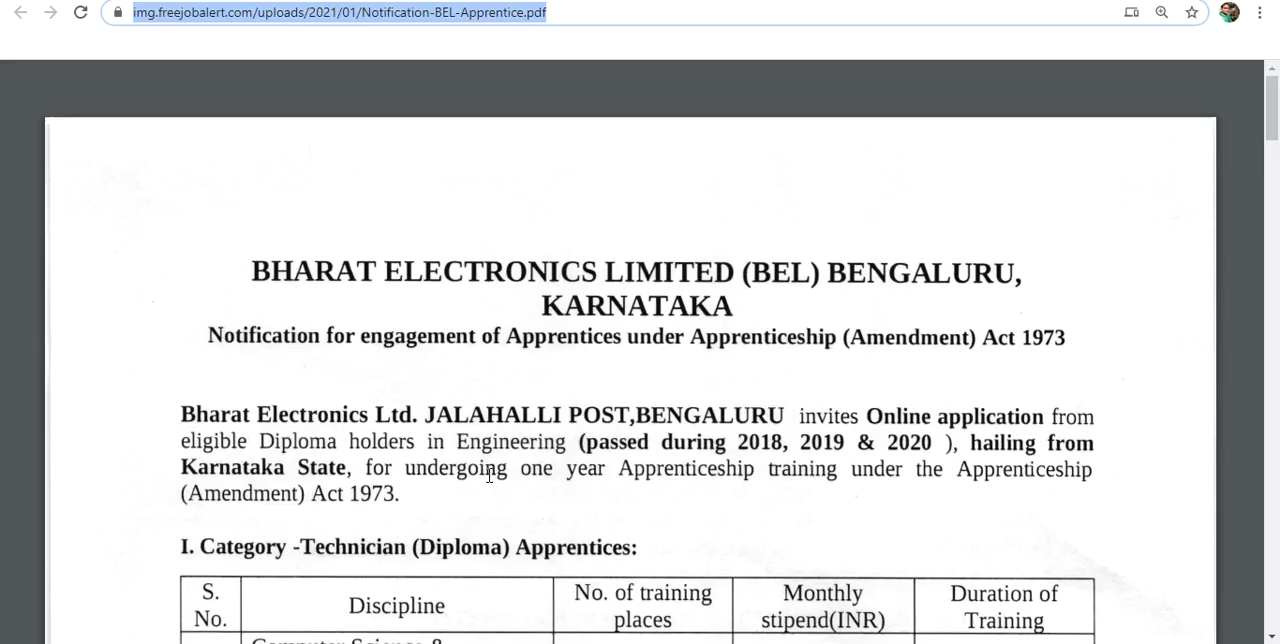 img.freejobalert.com/uploads/2021/01/Notification-BEL-Apprentice.pdf
BHARAT ELECTRONICS LIMITED (BEL) BENGALURU,
KARNATAKA
Notification for engagement of Apprentices under Apprenticeship (Amendment) Act 1973
Bharat Electronics Ltd. JALAHALLI POST,BENGALURU invites Online application from
eligible Diploma holders in Engineering (passed during 2018, 2019 & 2020 ), hailing from
Karnataka State, for undergoing one year Apprenticeship training under the Apprenticeship
(Amendment) Act 1973.
I. Category -Technician (Diploma) Apprentices:
S.
No.
Discipline
No. of training
places
Monthly
stipend(INR)
Duration of
Training
Computer Science &